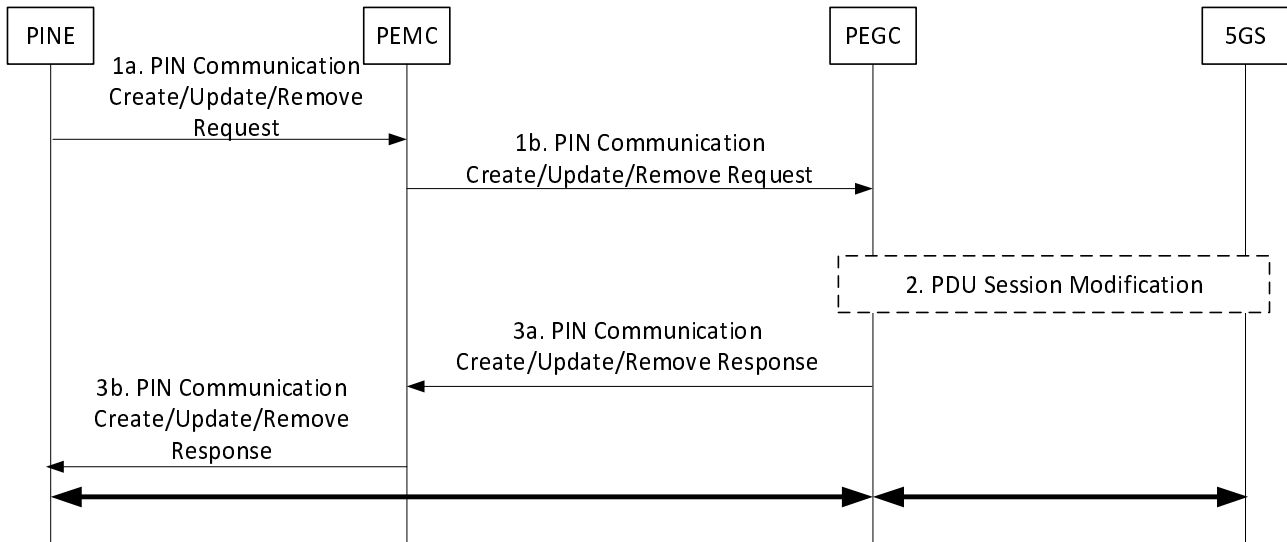 PINE
PEMC
PEGC
5GS
1a. PIN Communication
Create/Update/Remove
Request
1b. PIN Communication
Create/Update/Remove Request
2. PDU Session Modification
3a. PIN Communication
Create/Update/Remove Response
3b. PIN Communication
Create/Update/Remove
Response